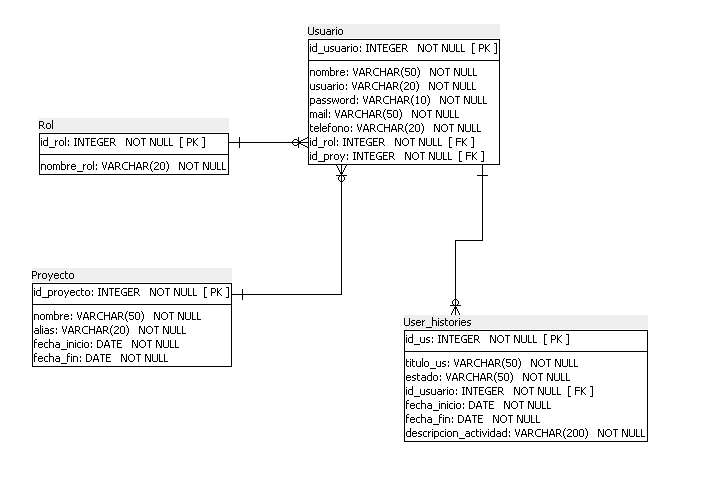 Usuario
id_usuario: INTEGER NOT NULL [ PK ]
nombre: VARCHAR(50) NOT NULL
usuario: VARCHAR(20) NOT NULL
password: VARCHAR(10) NOT NULL
mail: VARCHAR(50) NOT NULL
telefono: VARCHAR(20) NOT NULL
id_rol: INTEGER NOT NULL [ FK ]
id_proy: INTEGER NOT NULL [ FK ]
Rol
id_rol: INTEGER NOT NULL [ PK ]
nombre_rol: VARCHAR(20) NOT NULL
Proyecto
id_proyecto: INTEGER NOT NULL [ PK ]
nombre: VARCHAR(50) NOT NULL
alias: VARCHAR(20) NOT NULL
fecha_inicio: DATE NOT NULL
fecha_fin: DATE NOT NULL
User_histories
id_us: INTEGER NOT NULL [ PK ]
titulo_us: VARCHAR(50) NOT NULL
estado: VARCHAR(50) NOT NULL
id_usuario: INTEGER NOT NULL [ FK ]
fecha_inicio: DATE NOT NULL
fecha_fin: DATE NOT NULL
descripcion_actividad: VARCHAR(200) NOT NULL